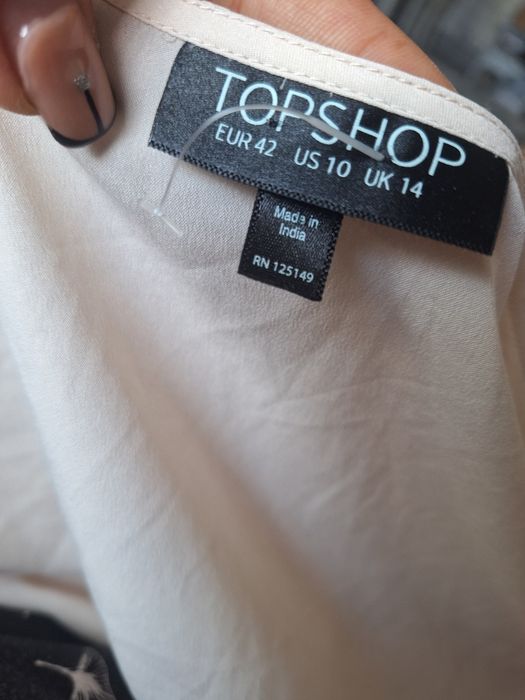 TOPSHOP
EUR 42 US 10 UK 14
Made in
India
RN 125149